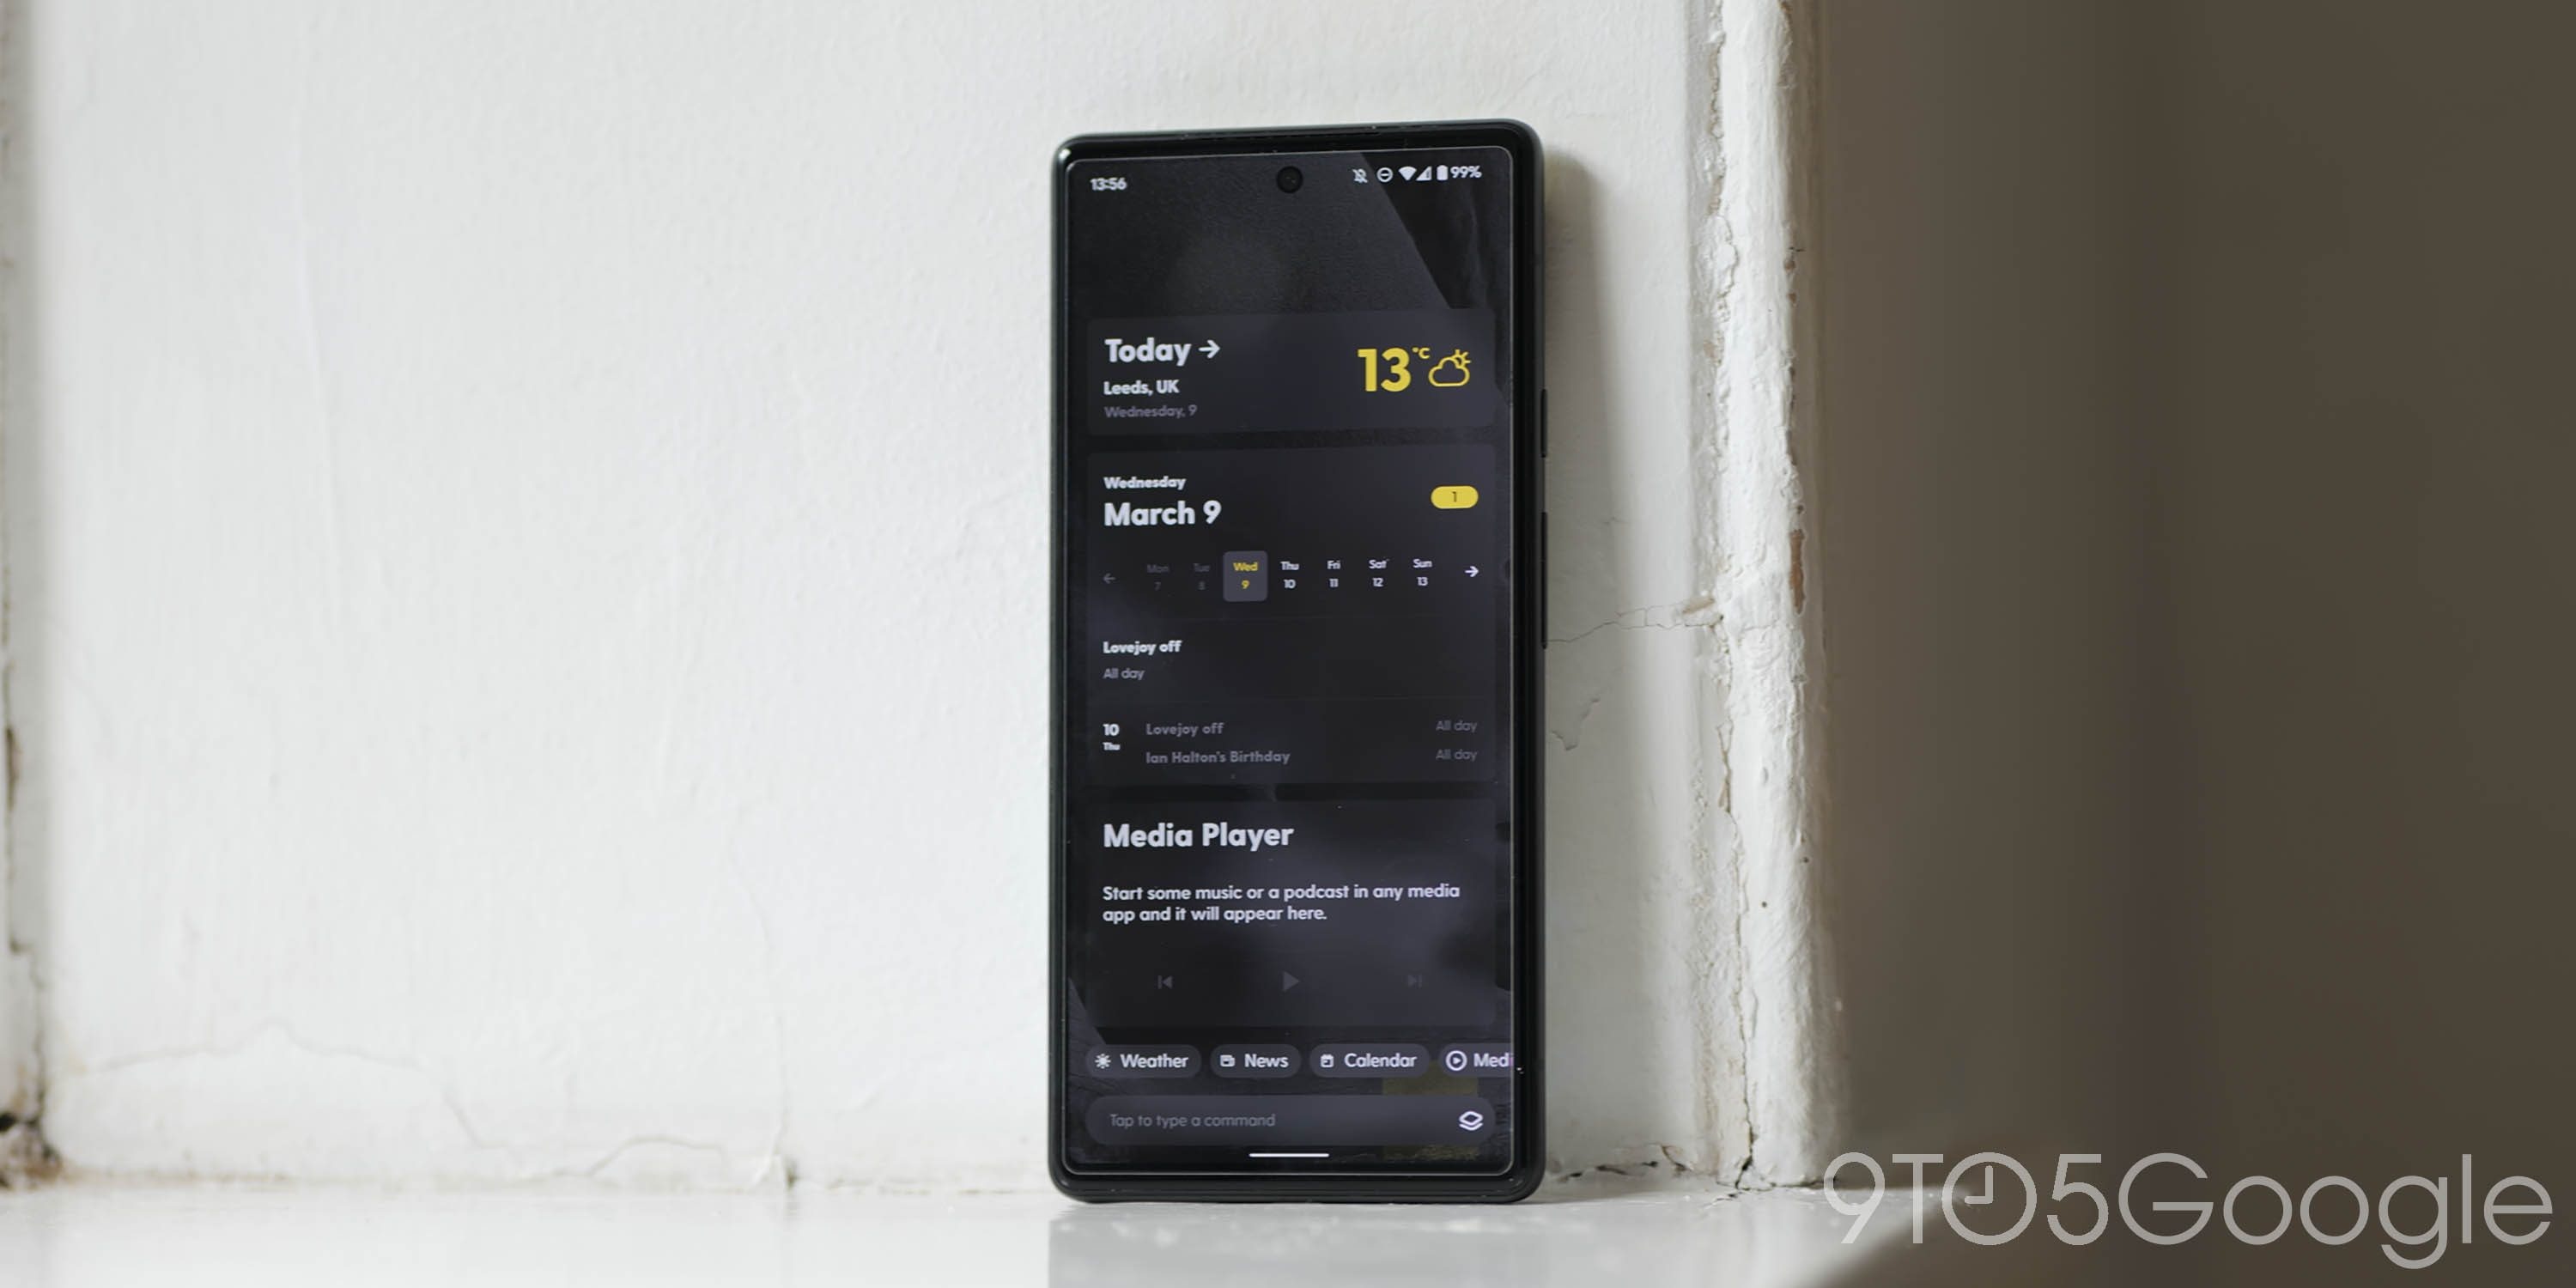 13:56
99%
Today →
13°C
Leeds, UK
Wednesday, 9
Wednesday
March 9
1
Mon Tue Wed Thu Fri Sat Sun
7 8 9 10 11 12 13
Lovejoy off
All day
10 Lovejoy off All day
Thu Ian Halton's Birthday All day
Media Player
Start some music or a podcast in any media
app and it will appear here.
Weather News Calendar Medi
Tap to type a command
9TO5Google